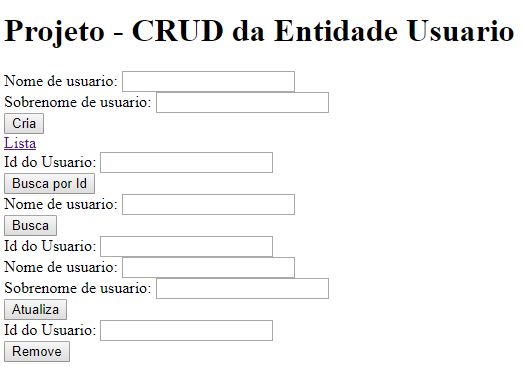 Projeto - CRUD da Entidade Usuario
Nome de usuario:
Sobrenome de usuario:
Cria
Lista
Id do Usuario:
Busca por Id
Nome de usuario:
Busca
Id do Usuario:
Nome de usuario:
Sobrenome de usuario:
Atualiza
Id do Usuario:
Remove